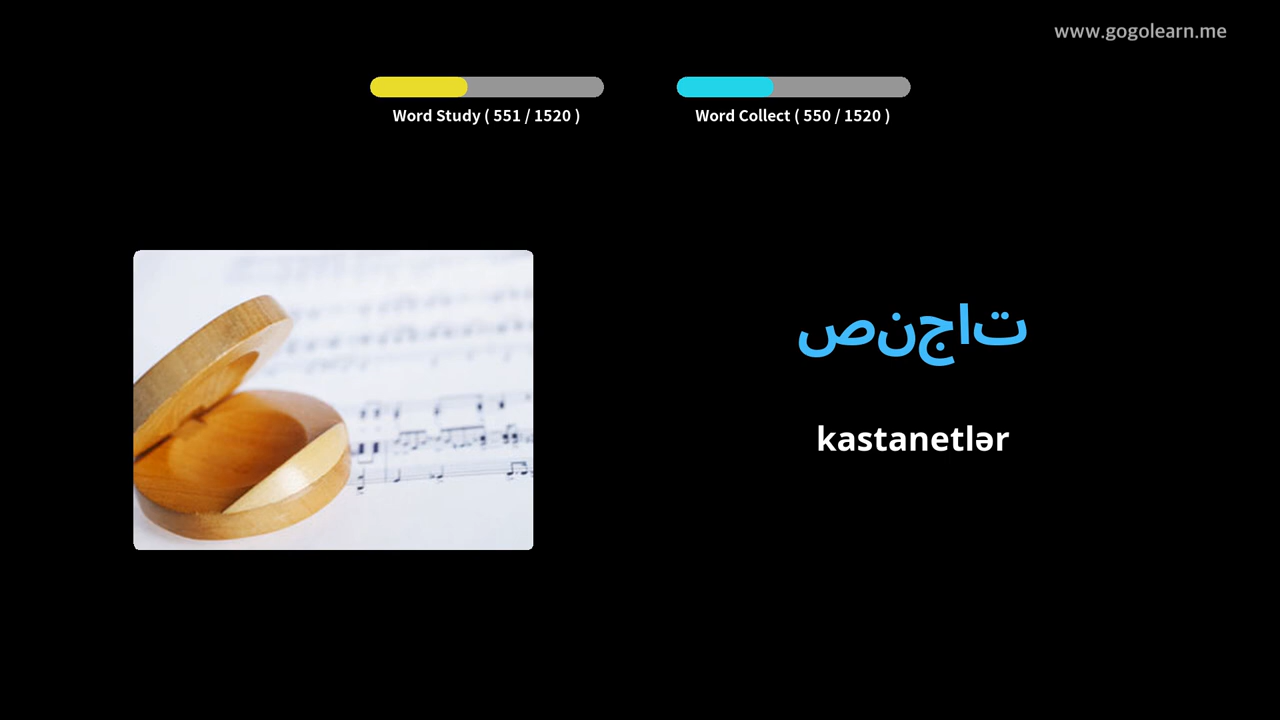 www.gogolearn.me
Word Study ( 551 / 1520 )
Word Collect ( 550 / 1520 )
صنجات
kastanetlər